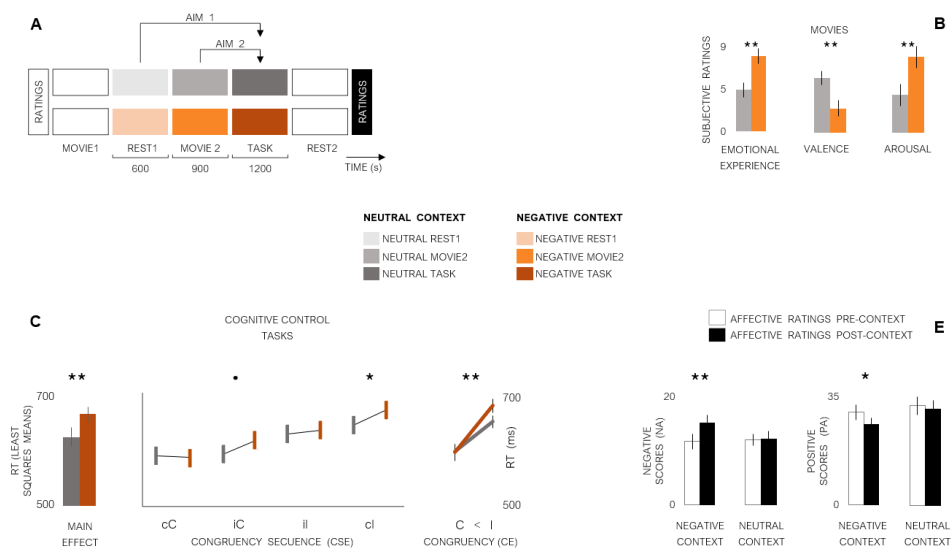 A
AIM 1
AIM 2
RATINGS
RATINGS
MOVIE1
REST1
MOVIE 2
TASK
REST2
600
900
1200
TIME (s)
B
MOVIES
** ** **
SUBJECTIVE RATINGS
9
5
0
EMOTIONAL
EXPERIENCE
VALENCE
AROUSAL
NEUTRAL CONTEXT
NEUTRAL REST1
NEUTRAL MOVIE2
NEUTRAL TASK
NEGATIVE CONTEXT
NEGATIVE REST1
NEGATIVE MOVIE2
NEGATIVE TASK
C
COGNITIVE CONTROL
TASKS
** • * **
RT (LEAST
SQUARES MEANS)
700
500
MAIN
EFFECT
cC iC iI cI
CONGRUENCY SECUENCE (CSE)
700
RT (ms)
500
C < I
CONGRUENCY (CE)
AFFECTIVE RATINGS PRE-CONTEXT
AFFECTIVE RATINGS POST-CONTEXT
E
** *
NEGATIVE
SCORES (NA)
20
0
NEGATIVE
CONTEXT
NEUTRAL
CONTEXT
POSITIVE
SCORES (PA)
35
0
NEGATIVE
CONTEXT
NEUTRAL
CONTEXT